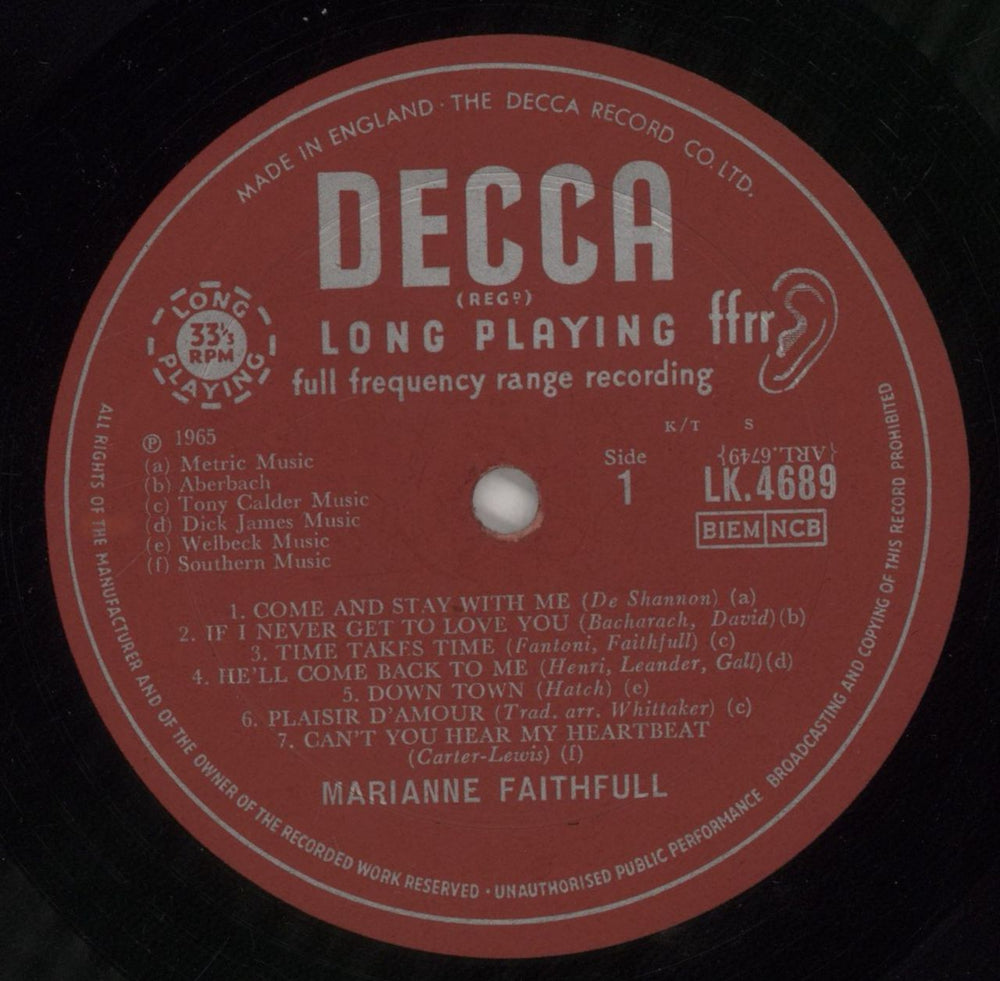 MADE IN ENGLAND · THE DECCA RECORD CO. LTD.
DECCA
(REGᴰ)
LONG PLAYING
ffrr
full frequency range recording
LONG
33⅓
RPM
PLAYING
K/T S
℗ 1965
(a) Metric Music
(b) Aberbach
(c) Tony Calder Music
(d) Dick James Music
(e) Welbeck Music
(f) Southern Music
Side
1
{ARL.6749}
LK.4689
BIEM NCB
1. COME AND STAY WITH ME (De Shannon) (a)
2. IF I NEVER GET TO LOVE YOU (Bacharach, David) (b)
3. TIME TAKES TIME (Fantoni, Faithfull) (c)
4. HE'LL COME BACK TO ME (Henri, Leander, Gall) (d)
5. DOWN TOWN (Hatch) (e)
6. PLAISIR D'AMOUR (Trad. arr. Whittaker) (c)
7. CAN'T YOU HEAR MY HEARTBEAT
(Carter-Lewis) (f)
MARIANNE FAITHFULL
ALL RIGHTS OF THE MANUFACTURER AND OF THE OWNER OF THE RECORDED WORK RESERVED · UNAUTHORISED PUBLIC PERFORMANCE BROADCASTING AND COPYING OF THIS RECORD PROHIBITED